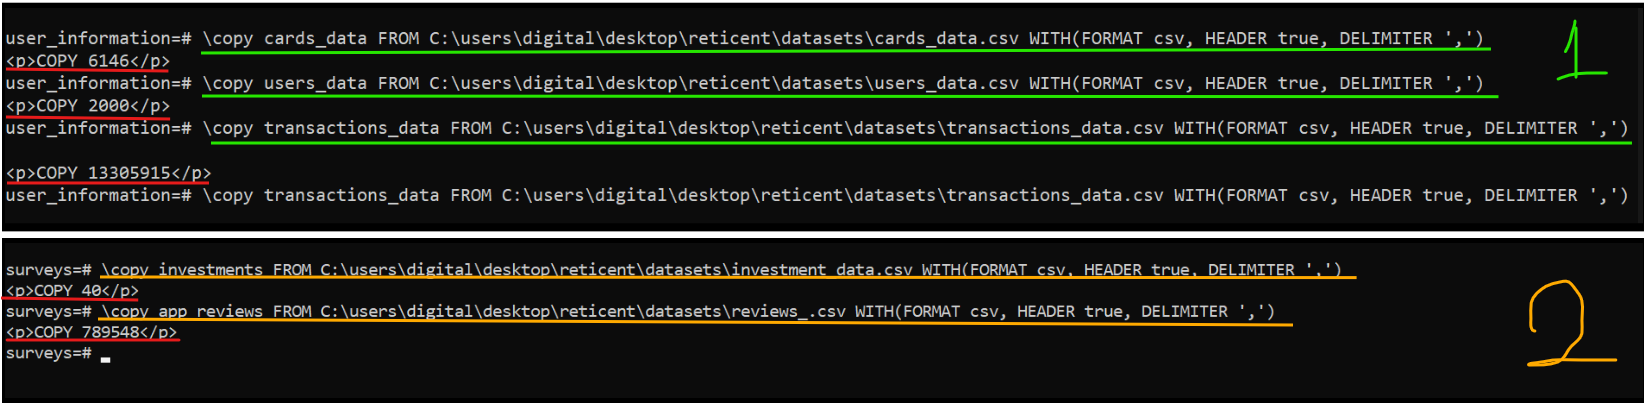 user_information=# \copy cards_data FROM C:\users\digital\desktop\reticent\datasets\cards_data.csv WITH(FORMAT csv, HEADER true, DELIMITER ',')
<p>COPY 6146</p>
user_information=# \copy users_data FROM C:\users\digital\desktop\reticent\datasets\users_data.csv WITH(FORMAT csv, HEADER true, DELIMITER ',')
<p>COPY 2000</p>
user_information=# \copy transactions_data FROM C:\users\digital\desktop\reticent\datasets\transactions_data.csv WITH(FORMAT csv, HEADER true, DELIMITER ',')
<p>COPY 13305915</p>
user_information=# \copy transactions_data FROM C:\users\digital\desktop\reticent\datasets\transactions_data.csv WITH(FORMAT csv, HEADER true, DELIMITER ',')
1
surveys=# \copy investments FROM C:\users\digital\desktop\reticent\datasets\investment_data.csv WITH(FORMAT csv, HEADER true, DELIMITER ',')
<p>COPY 40</p>
surveys=# \copy app_reviews FROM C:\users\digital\desktop\reticent\datasets\reviews_.csv WITH(FORMAT csv, HEADER true, DELIMITER ',')
<p>COPY 789548</p>
surveys=#
2